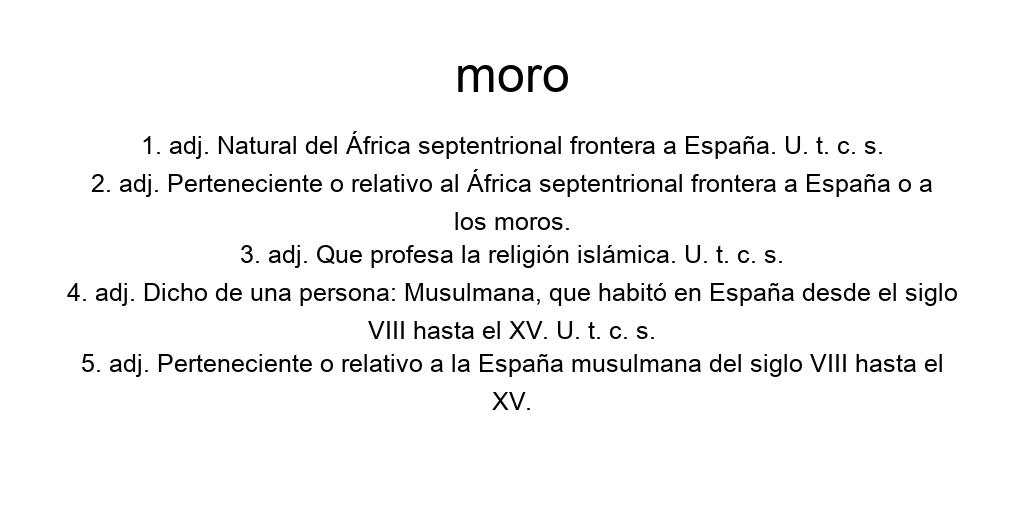 moro
1. adj. Natural del África septentrional frontera a España. U. t. c. s.
2. adj. Perteneciente o relativo al África septentrional frontera a España o a
los moros.
3. adj. Que profesa la religión islámica. U. t. c. s.
4. adj. Dicho de una persona: Musulmana, que habitó en España desde el siglo
VIII hasta el XV. U. t. c. s.
5. adj. Perteneciente o relativo a la España musulmana del siglo VIII hasta el
XV.